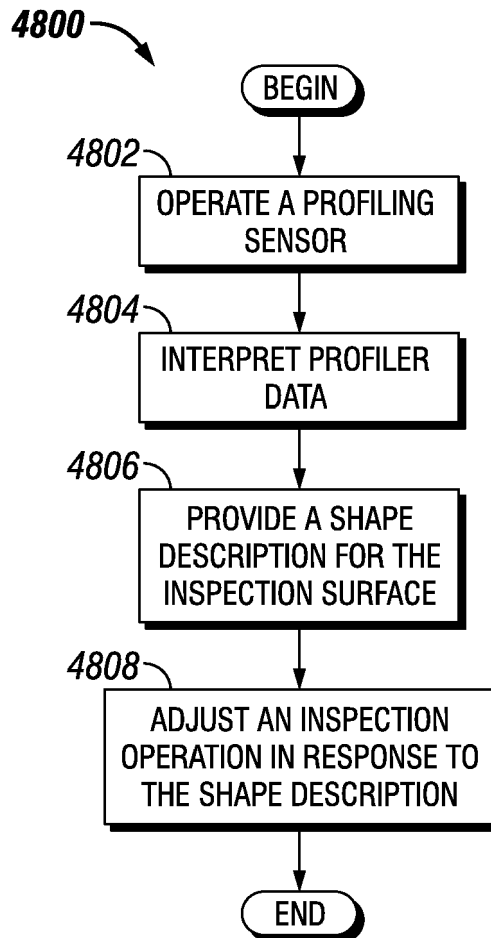 4800
BEGIN
4802
OPERATE A PROFILING
SENSOR
4804
INTERPRET PROFILER
DATA
4806
PROVIDE A SHAPE
DESCRIPTION FOR THE
INSPECTION SURFACE
4808
ADJUST AN INSPECTION
OPERATION IN RESPONSE TO
THE SHAPE DESCRIPTION
END